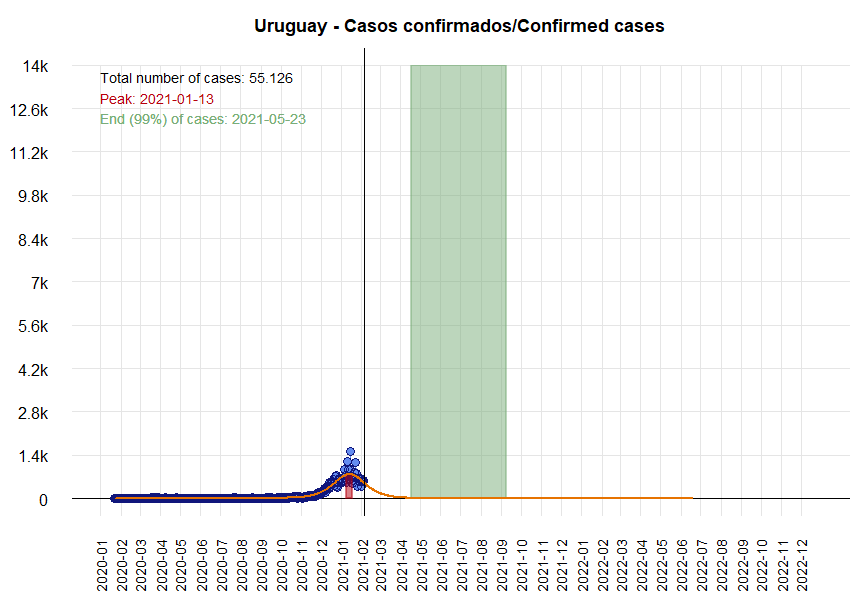 Uruguay - Casos confirmados/Confirmed cases
Total number of cases: 55.126
Peak: 2021-01-13
End (99%) of cases: 2021-05-23
14k
12.6k
11.2k
9.8k
8.4k
7k
5.6k
4.2k
2.8k
1.4k
0
2020-01
2020-02
2020-03
2020-04
2020-05
2020-06
2020-07
2020-08
2020-09
2020-10
2020-11
2020-12
2021-01
2021-02
2021-03
2021-04
2021-05
2021-06
2021-07
2021-08
2021-09
2021-10
2021-11
2021-12
2022-01
2022-02
2022-03
2022-04
2022-05
2022-06
2022-07
2022-08
2022-09
2022-10
2022-11
2022-12